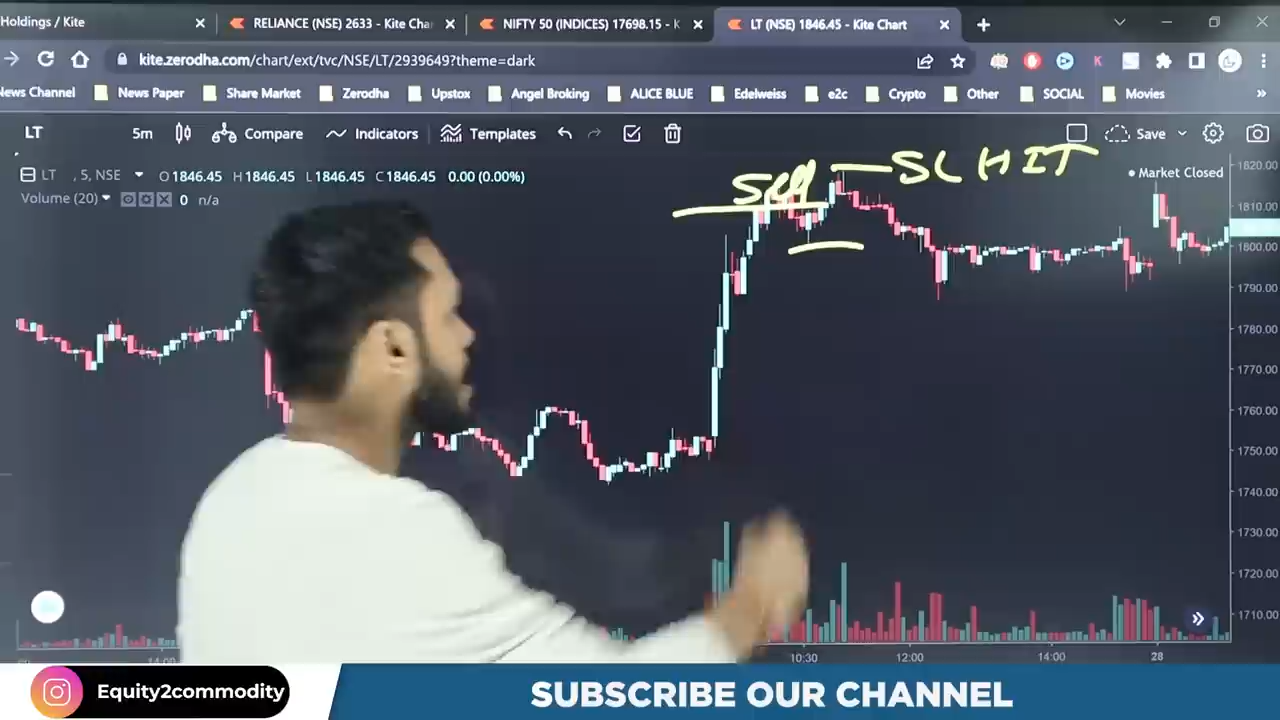 Holdings / Kite
RELIANCE (NSE) 2633 - Kite Cha
NIFTY 50 (INDICES) 17698.15 - K
LT (NSE) 1846.45 - Kite Chart
kite.zerodha.com/chart/ext/tvc/NSE/LT/2939649?theme=dark
News Channel
News Paper
Share Market
Zerodha
Upstox
Angel Broking
ALICE BLUE
Edelweiss
e2c
Crypto
Other
SOCIAL
Movies
LT
5m
Compare
Indicators
Templates
Save
LT , 5, NSE O1846.45 H1846.45 L1846.45 C1846.45 0.00 (0.00%)
Volume (20) 0 n/a
Sell
SL HIT
Market Closed
1820.00
1810.00
1800.00
1790.00
1780.00
1770.00
1760.00
1750.00
1740.00
1730.00
1720.00
1710.00
10:30
12:00
14:00
28
Equity2commodity
SUBSCRIBE OUR CHANNEL